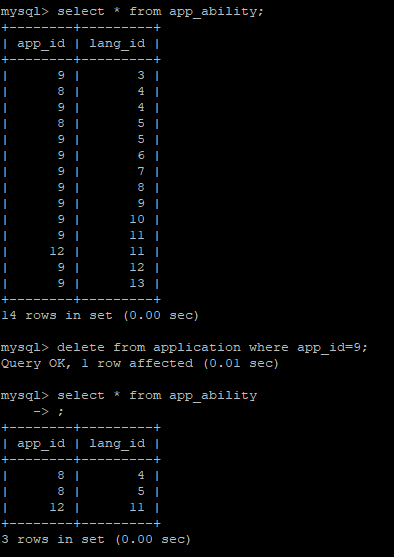 mysql> select * from app_ability;
+--------+---------+
| app_id | lang_id |
+--------+---------+
|      9 |       3 |
|      8 |       4 |
|      9 |       4 |
|      8 |       5 |
|      9 |       5 |
|      9 |       6 |
|      9 |       7 |
|      9 |       8 |
|      9 |       9 |
|      9 |      10 |
|      9 |      11 |
|     12 |      11 |
|      9 |      12 |
|      9 |      13 |
+--------+---------+
14 rows in set (0.00 sec)
mysql> delete from application where app_id=9;
Query OK, 1 row affected (0.01 sec)
mysql> select * from app_ability
    -> ;
+--------+---------+
| app_id | lang_id |
+--------+---------+
|      8 |       4 |
|      8 |       5 |
|     12 |      11 |
+--------+---------+
3 rows in set (0.00 sec)